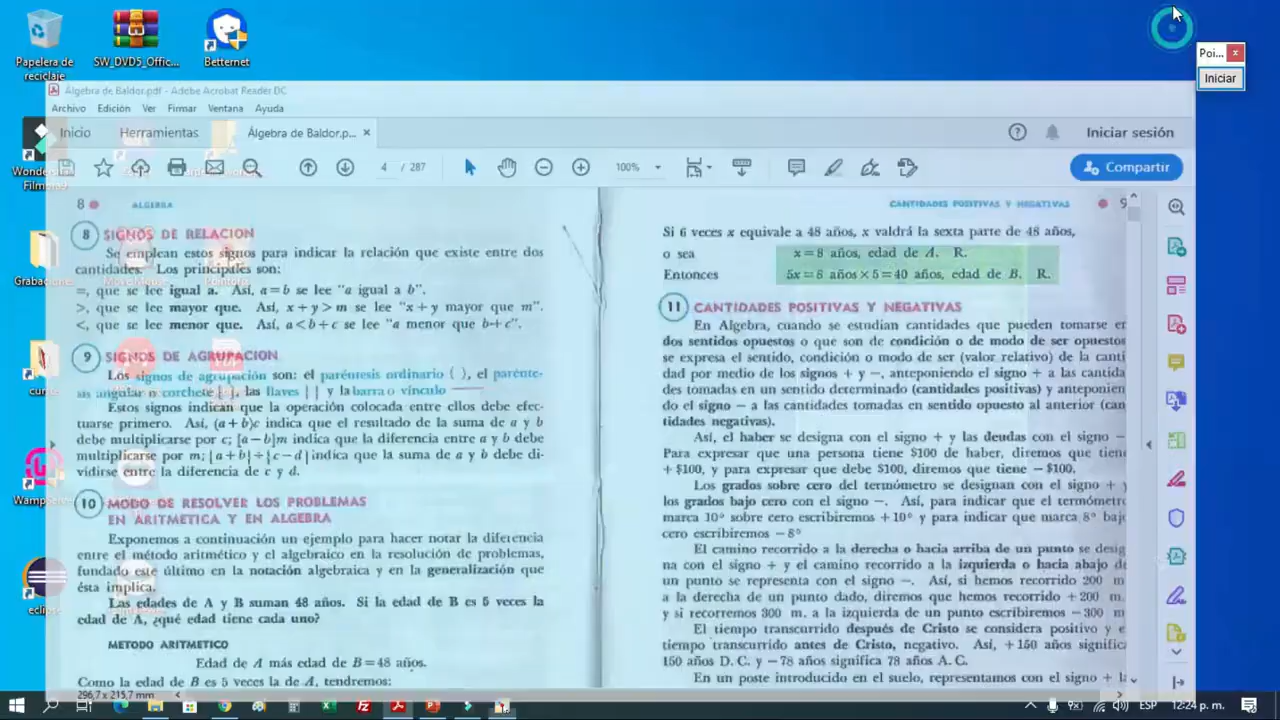 Papelera de
reciclaje
SW_DVD5_Offic...
Betternet
Poi...
Iniciar
Álgebra de Baldor.pdf - Adobe Acrobat Reader DC
Archivo Edición Ver Firmar Ventana Ayuda
Inicio Herramientas Álgebra de Baldor.p...
Iniciar sesión
4 / 287
100%
Compartir
Grabacione
eclips
8 ALGEBRA
8 SIGNOS DE RELACION
Se emplean estos signos para indicar la relación que existe entre dos
cantidades. Los principales son:
=, que se lee igual a. Así, a=b se lee "a igual a b".
>, que se lee mayor que. Así, x+y>m se lee "x+y mayor que m".
<, que se lee menor que. Así, a<b+c se lee "a menor que b+c".
9 SIGNOS DE AGRUPACION
Los signos de agrupación son: el paréntesis ordinario ( ), el parénte-
sis angular o corchete [ ], las llaves { } y la barra o vínculo
Estos signos indican que la operación colocada entre ellos debe efec-
tuarse primero. Así, (a+b)c indica que el resultado de la suma de a y b
debe multiplicarse por c; [a−b]m indica que la diferencia entre a y b debe
multiplicarse por m; {a+b}÷{c−d} indica que la suma de a y b debe di-
vidirse entre la diferencia de c y d.
10 MODO DE RESOLVER LOS PROBLEMAS
EN ARITMETICA Y EN ALGEBRA
Exponemos a continuación un ejemplo para hacer notar la diferencia
entre el método aritmético y el algebraico en la resolución de problemas,
fundado este último en la notación algebraica y en la generalización que
ésta implica.
Las edades de A y B suman 48 años. Si la edad de B es 5 veces la
edad de A, ¿qué edad tiene cada uno?
METODO ARITMETICO
Edad de A más edad de B=48 años.
Como la edad de B es 5 veces la de A, tendremos:
296,7 x 215,7 mm
CANTIDADES POSITIVAS Y NEGATIVAS 9
Si 6 veces x equivale a 48 años, x valdrá la sexta parte de 48 años,
o sea x=8 años, edad de A. R.
Entonces 5x=8 años×5=40 años, edad de B. R.
11 CANTIDADES POSITIVAS Y NEGATIVAS
En Algebra, cuando se estudian cantidades que pueden tomarse en
dos sentidos opuestos o que son de condición o de modo de ser opuestos
se expresa el sentido, condición o modo de ser (valor relativo) de la canti
dad por medio de los signos + y −, anteponiendo el signo + a las cantida
des tomadas en un sentido determinado (cantidades positivas) y anteponien
do el signo − a las cantidades tomadas en sentido opuesto al anterior (can
tidades negativas).
Así, el haber se designa con el signo + y las deudas con el signo −
Para expresar que una persona tiene $100 de haber, diremos que tiene
+$100, y para expresar que debe $100, diremos que tiene −$100.
Los grados sobre cero del termómetro se designan con el signo + y
los grados bajo cero con el signo −. Así, para indicar que el termómetro
marca 10° sobre cero escribiremos +10° y para indicar que marca 8° bajo
cero escribiremos −8°
El camino recorrido a la derecha o hacia arriba de un punto se desig
na con el signo + y el camino recorrido a la izquierda o hacia abajo de
un punto se representa con el signo −. Así, si hemos recorrido 200 m
a la derecha de un punto dado, diremos que hemos recorrido +200 m.
y si recorremos 300 m. a la izquierda de un punto escribiremos −300 m
El tiempo transcurrido después de Cristo se considera positivo y e
tiempo transcurrido antes de Cristo, negativo. Así, +150 años significa
150 años D. C. y −78 años significa 78 años A. C.
En un poste introducido en el suelo, representamos con el signo + la
ESP 12:24 p. m.